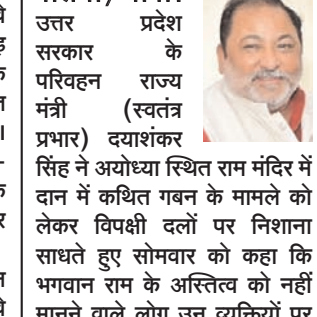 उत्तर प्रदेश
सरकार के
परिवहन राज्य
मंत्री (स्वतंत्र
प्रभार) दयाशंकर
सिंह ने अयोध्या स्थित राम मंदिर में
दान में कथित गबन के मामले को
लेकर विपक्षी दलों पर निशाना
साधते हुए सोमवार को कहा कि
भगवान राम के अस्तित्व को नहीं
मानने वाले लोग उन व्यक्तियों पर